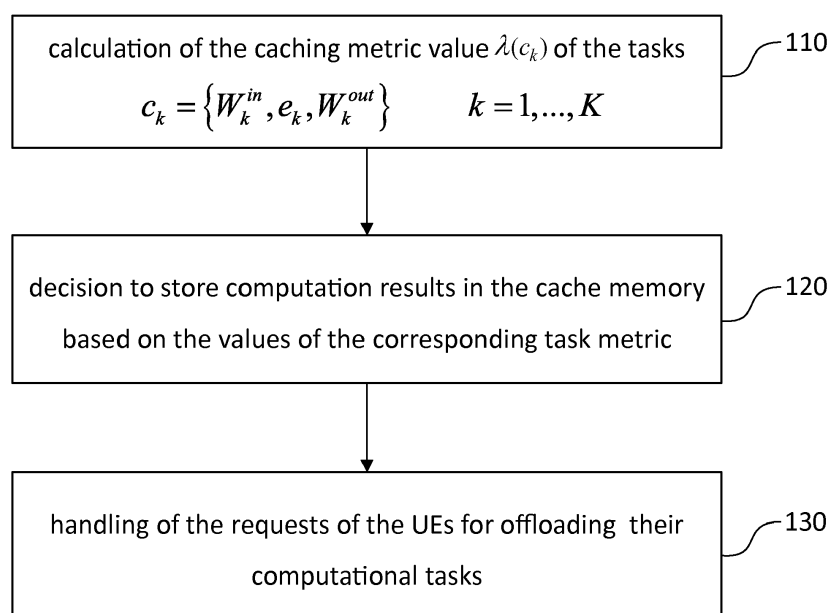 calculation of the caching metric value λ(c_k) of the tasks
110
c_k = {W_k^{in}, e_k, W_k^{out}} k = 1,..., K
decision to store computation results in the cache memory
120
based on the values of the corresponding task metric
handling of the requests of the UEs for offloading their
130
computational tasks